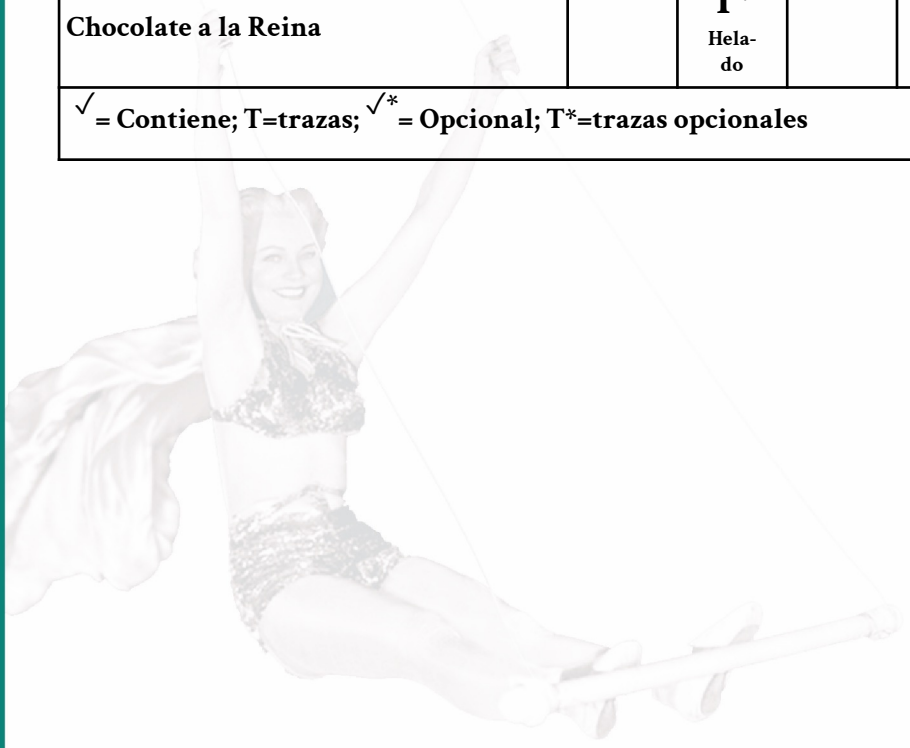 Chocolate a la Reina
T*
Hela-
do
✓= Contiene; T=trazas; ✓*= Opcional; T*=trazas opcionales